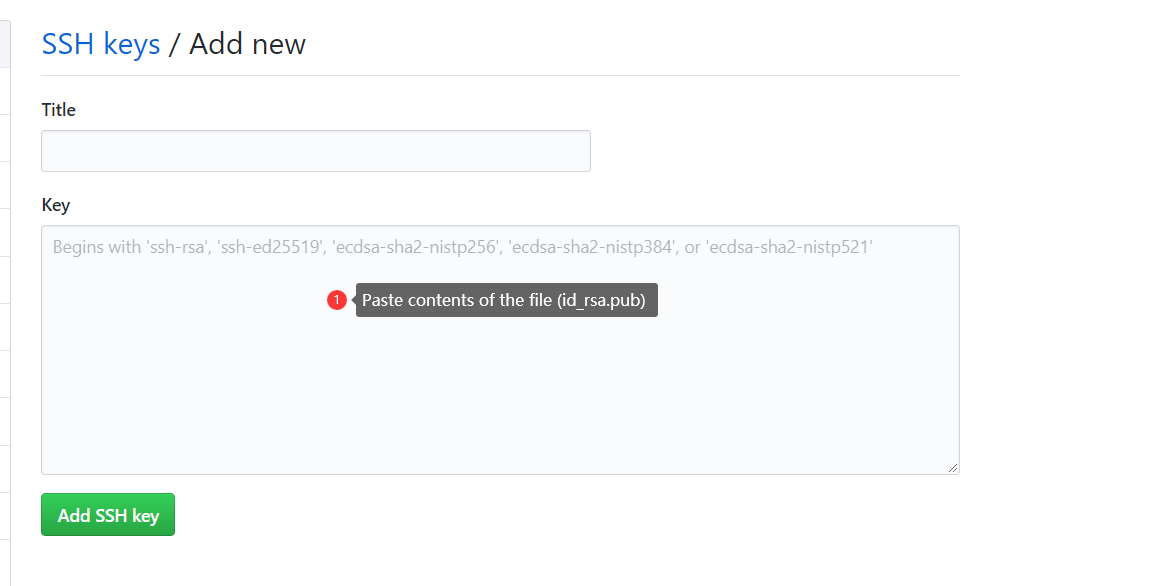 SSH keys / Add new
Title
Key
Begins with 'ssh-rsa', 'ssh-ed25519', 'ecdsa-sha2-nistp256', 'ecdsa-sha2-nistp384', or 'ecdsa-sha2-nistp521'
1 Paste contents of the file (id_rsa.pub)
Add SSH key